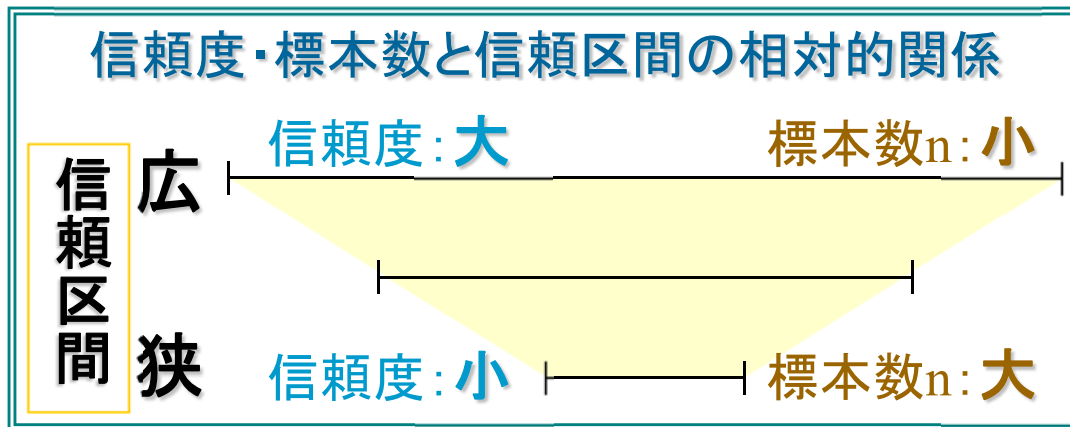 信頼度・標本数と信頼区間の相対的関係
信頼度：大
標本数n：小
信頼区間
広
狭
信頼度：小
標本数n：大